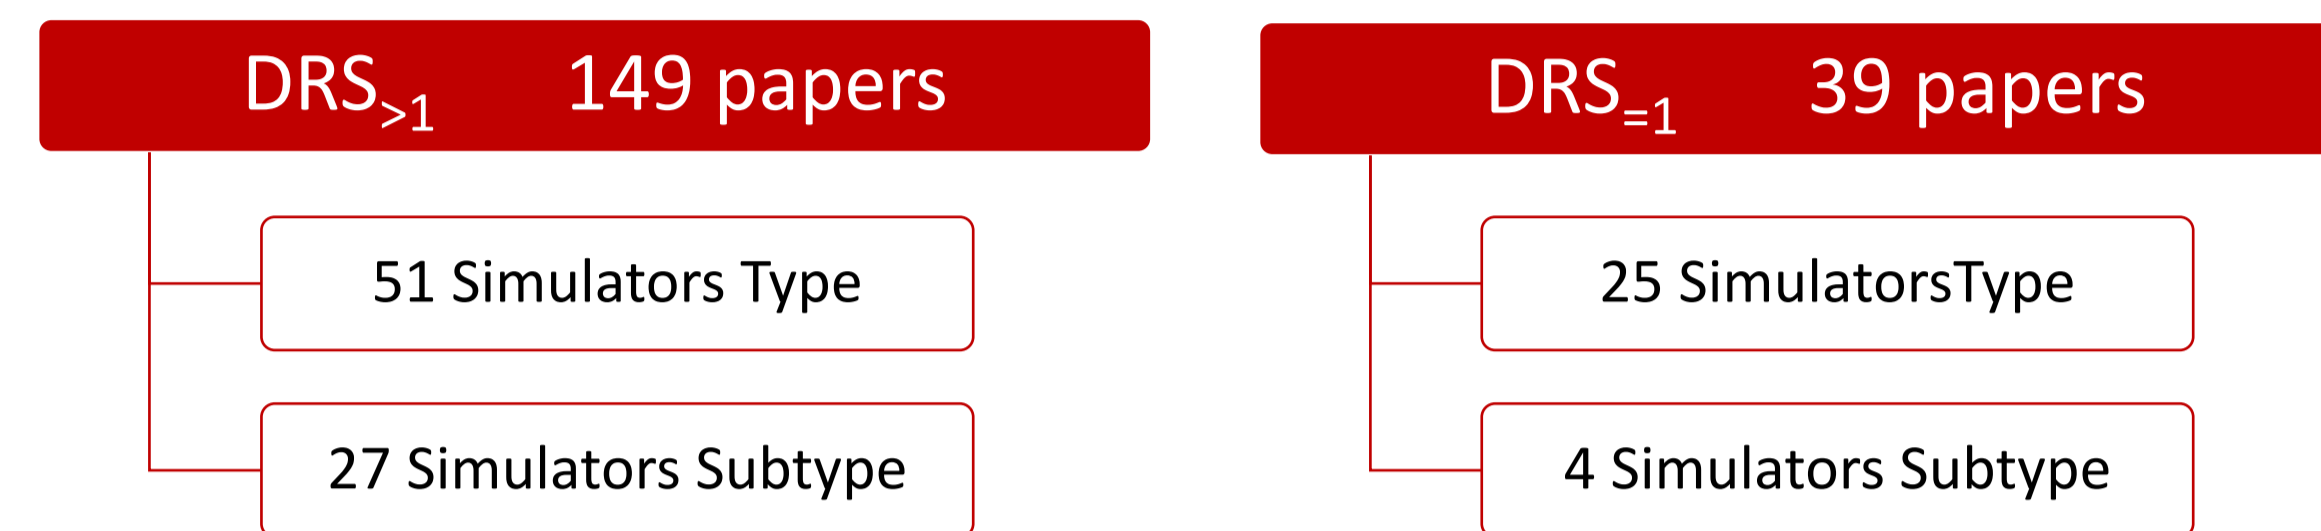 DRS>1 149 papers
51 Simulators Type
27 Simulators Subtype
DRS=1 39 papers
25 SimulatorsType
4 Simulators Subtype